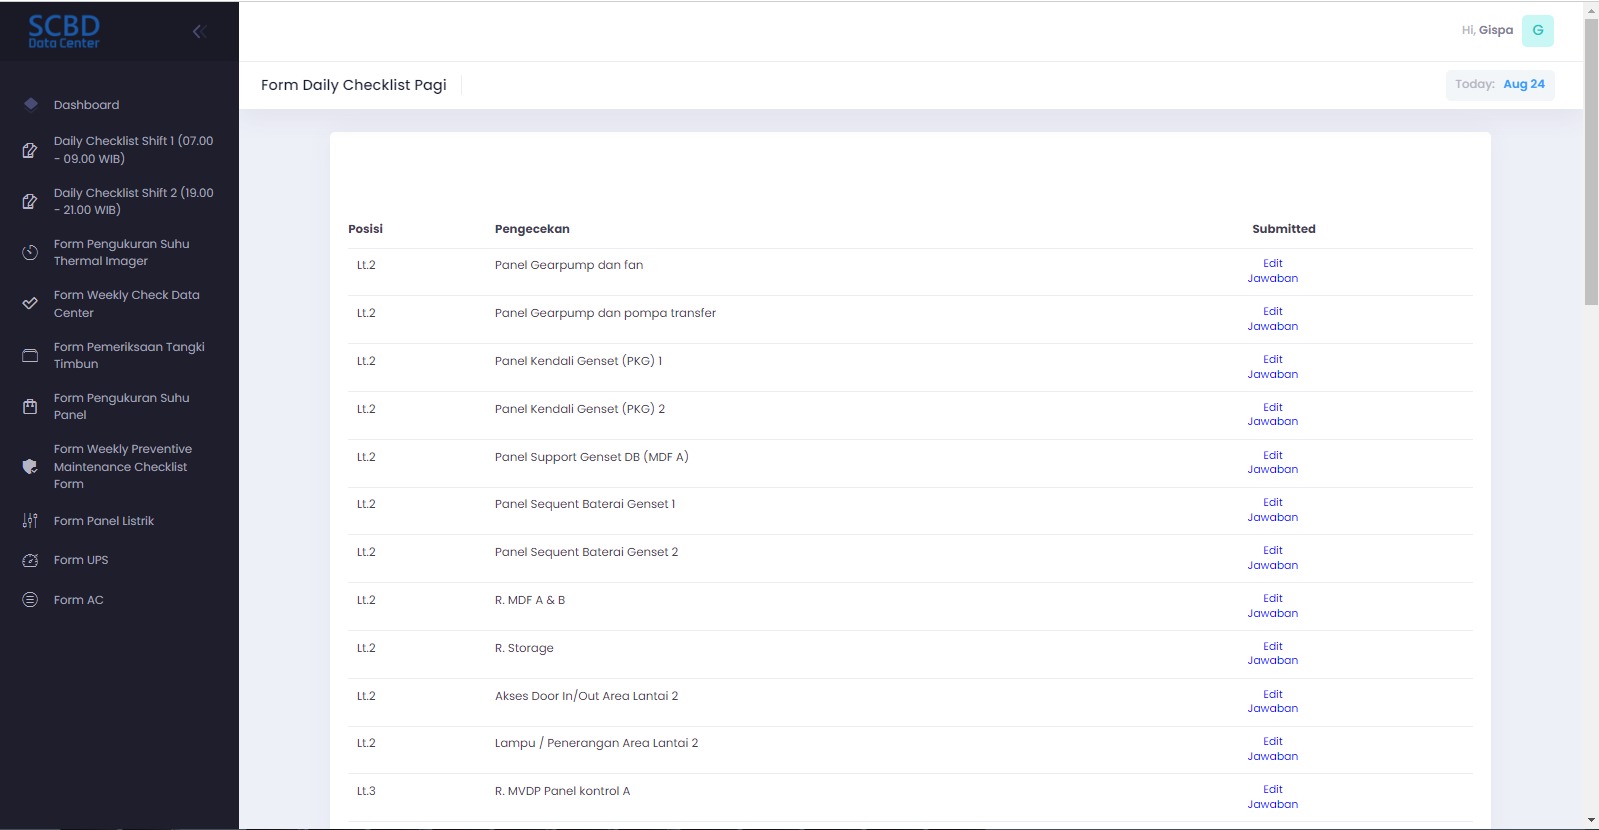 SCBD
Data Center
Hi, Gispa
G
Form Daily Checklist Pagi
Today: Aug 24
Dashboard
Daily Checklist Shift 1 (07.00
- 09.00 WIB)
Daily Checklist Shift 2 (19.00
- 21.00 WIB)
Form Pengukuran Suhu
Thermal Imager
Form Weekly Check Data
Center
Form Pemeriksaan Tangki
Timbun
Form Pengukuran Suhu
Panel
Form Weekly Preventive
Maintenance Checklist
Form
Form Panel Listrik
Form UPS
Form AC
Posisi Pengecekan Submitted
Lt.2 Panel Gearpump dan fan Edit
Jawaban
Lt.2 Panel Gearpump dan pompa transfer Edit
Jawaban
Lt.2 Panel Kendali Genset (PKG) 1 Edit
Jawaban
Lt.2 Panel Kendali Genset (PKG) 2 Edit
Jawaban
Lt.2 Panel Support Genset DB (MDF A) Edit
Jawaban
Lt.2 Panel Sequent Baterai Genset 1 Edit
Jawaban
Lt.2 Panel Sequent Baterai Genset 2 Edit
Jawaban
Lt.2 R. MDF A & B Edit
Jawaban
Lt.2 R. Storage Edit
Jawaban
Lt.2 Akses Door In/Out Area Lantai 2 Edit
Jawaban
Lt.2 Lampu / Penerangan Area Lantai 2 Edit
Jawaban
Lt.3 R. MVDP Panel kontrol A Edit
Jawaban